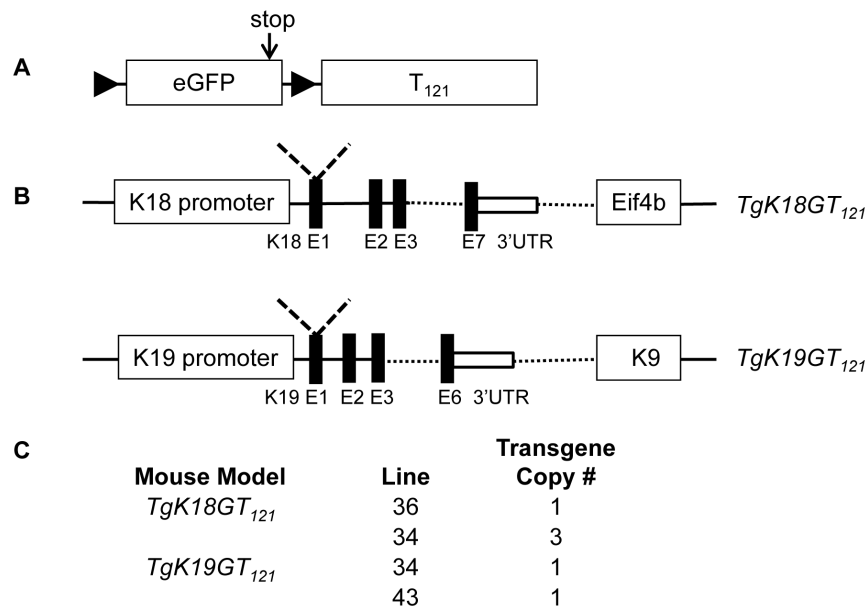 stop
A
eGFP
T121
B
K18 promoter
Eif4b
TgK18GT121
K18 E1 E2 E3 E7 3’UTR
K19 promoter
K9
TgK19GT121
K19 E1 E2 E3 E6 3’UTR
C
Transgene
Mouse Model Line Copy #
TgK18GT121 36 1
34 3
TgK19GT121 34 1
43 1